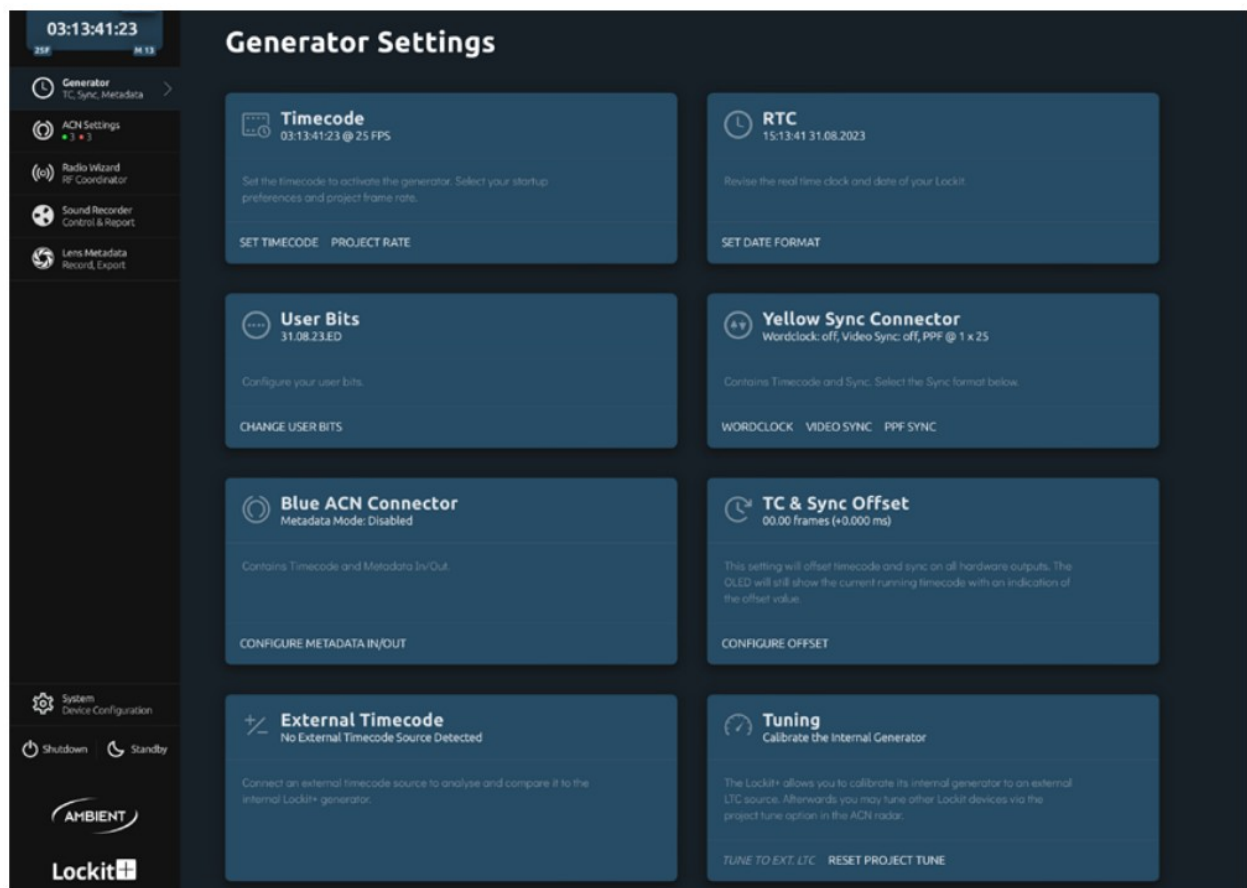 03:13:41:23
25F
M 13
Generator
TC, Sync, Metadata
ACN Settings
3 3
Radio Wizard
RF Coordinator
Sound Recorder
Control & Report
Lens Metadata
Record, Export
System
Device Configuration
Shutdown
Standby
AMBIENT
Lockit+
Generator Settings
Timecode
03:13:41:23 @ 25 FPS
Set the timecode to activate the generator. Select your startup
preferences and project frame rate.
SET TIMECODE PROJECT RATE
RTC
15:13:41 31.08.2023
Revise the real time clock and date of your Lockit
SET DATE FORMAT
User Bits
31.08.23.ED
Configure your user bits.
CHANGE USER BITS
Yellow Sync Connector
Wordclock: off, Video Sync: off, PPF @ 1 x 25
Contains Timecode and Sync. Select the Sync format below.
WORDCLOCK VIDEO SYNC PPF SYNC
Blue ACN Connector
Metadata Mode: Disabled
Contains Timecode and Metadata In/Out.
CONFIGURE METADATA IN/OUT
TC & Sync Offset
00.00 frames (+0.000 ms)
This setting will offset timecode and sync on all hardware outputs. The
OLED will still show the current running timecode with an indication of
the offset value.
CONFIGURE OFFSET
External Timecode
No External Timecode Source Detected
Connect an external timecode source to analyse and compare it to the
internal Lockit+ generator.
Tuning
Calibrate the Internal Generator
The Lockit+ allows you to calibrate its internal generator to an external
LTC source. Afterwards you may tune other Lockit devices via the
project tune option in the ACN radar.
TUNE TO EXT. LTC RESET PROJECT TUNE